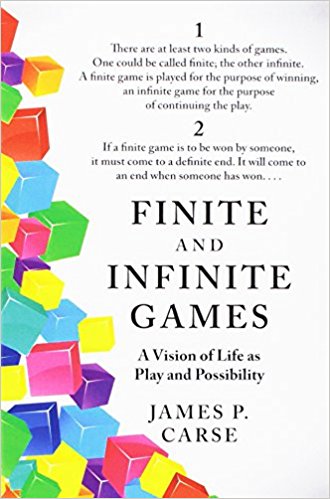 1
There are at least two kinds of games.
One could be called finite, the other infinite.
A finite game is played for the purpose of winning,
an infinite game for the purpose
of continuing the play.
2
If a finite game is to be won by someone,
it must come to a definite end. It will come to
an end when someone has won. . . .
FINITE
AND
INFINITE
GAMES
A Vision of Life as
Play and Possibility
JAMES P.
CARSE